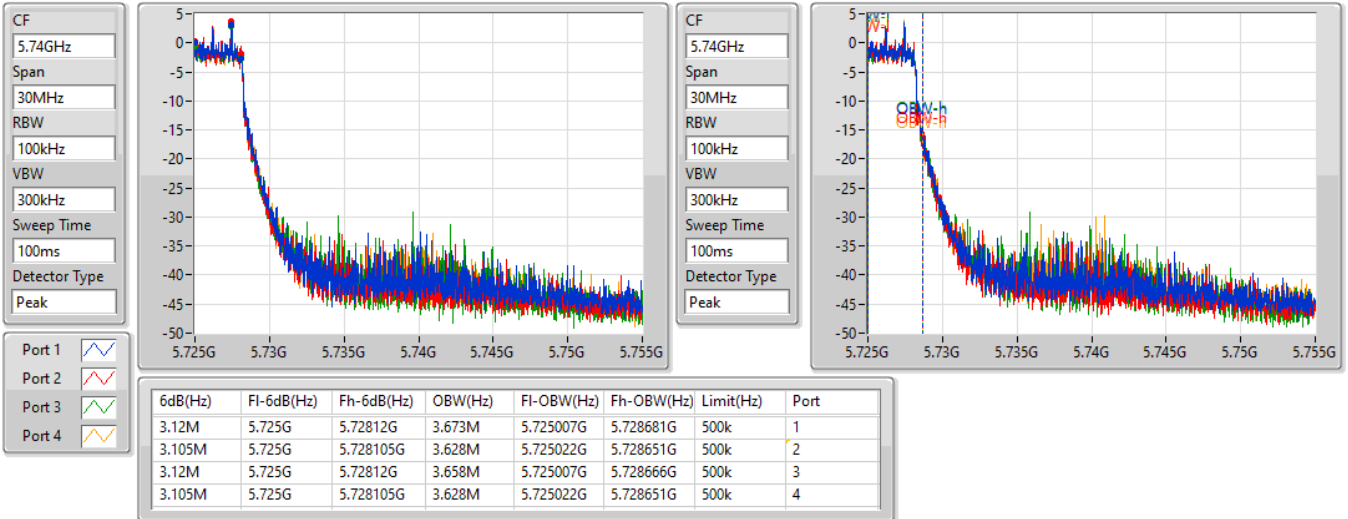 CF
5.74GHz
Span
30MHz
RBW
100kHz
VBW
300kHz
Sweep Time
100ms
Detector Type
Peak
5-
0-
-5-
-10-
-15-
-20-
-25-
-30-
-35-
-40-
-45-
-50-
5.725G 5.73G 5.735G 5.74G 5.745G 5.75G 5.755G
CF
5.74GHz
Span
30MHz
RBW
100kHz
VBW
300kHz
Sweep Time
100ms
Detector Type
Peak
5-
0-
-5-
-10-
-15-
-20-
-25-
-30-
-35-
-40-
-45-
-50-
OBW-h
OBW-h
5.725G 5.73G 5.735G 5.74G 5.745G 5.75G 5.755G
Port 1
Port 2
Port 3
Port 4
6dB(Hz) Fl-6dB(Hz) Fh-6dB(Hz) OBW(Hz) Fl-OBW(Hz) Fh-OBW(Hz) Limit(Hz) Port
3.12M 5.725G 5.72812G 3.673M 5.725007G 5.728681G 500k 1
3.105M 5.725G 5.728105G 3.628M 5.725022G 5.728651G 500k 2
3.12M 5.725G 5.72812G 3.658M 5.725007G 5.728666G 500k 3
3.105M 5.725G 5.728105G 3.628M 5.725022G 5.728651G 500k 4